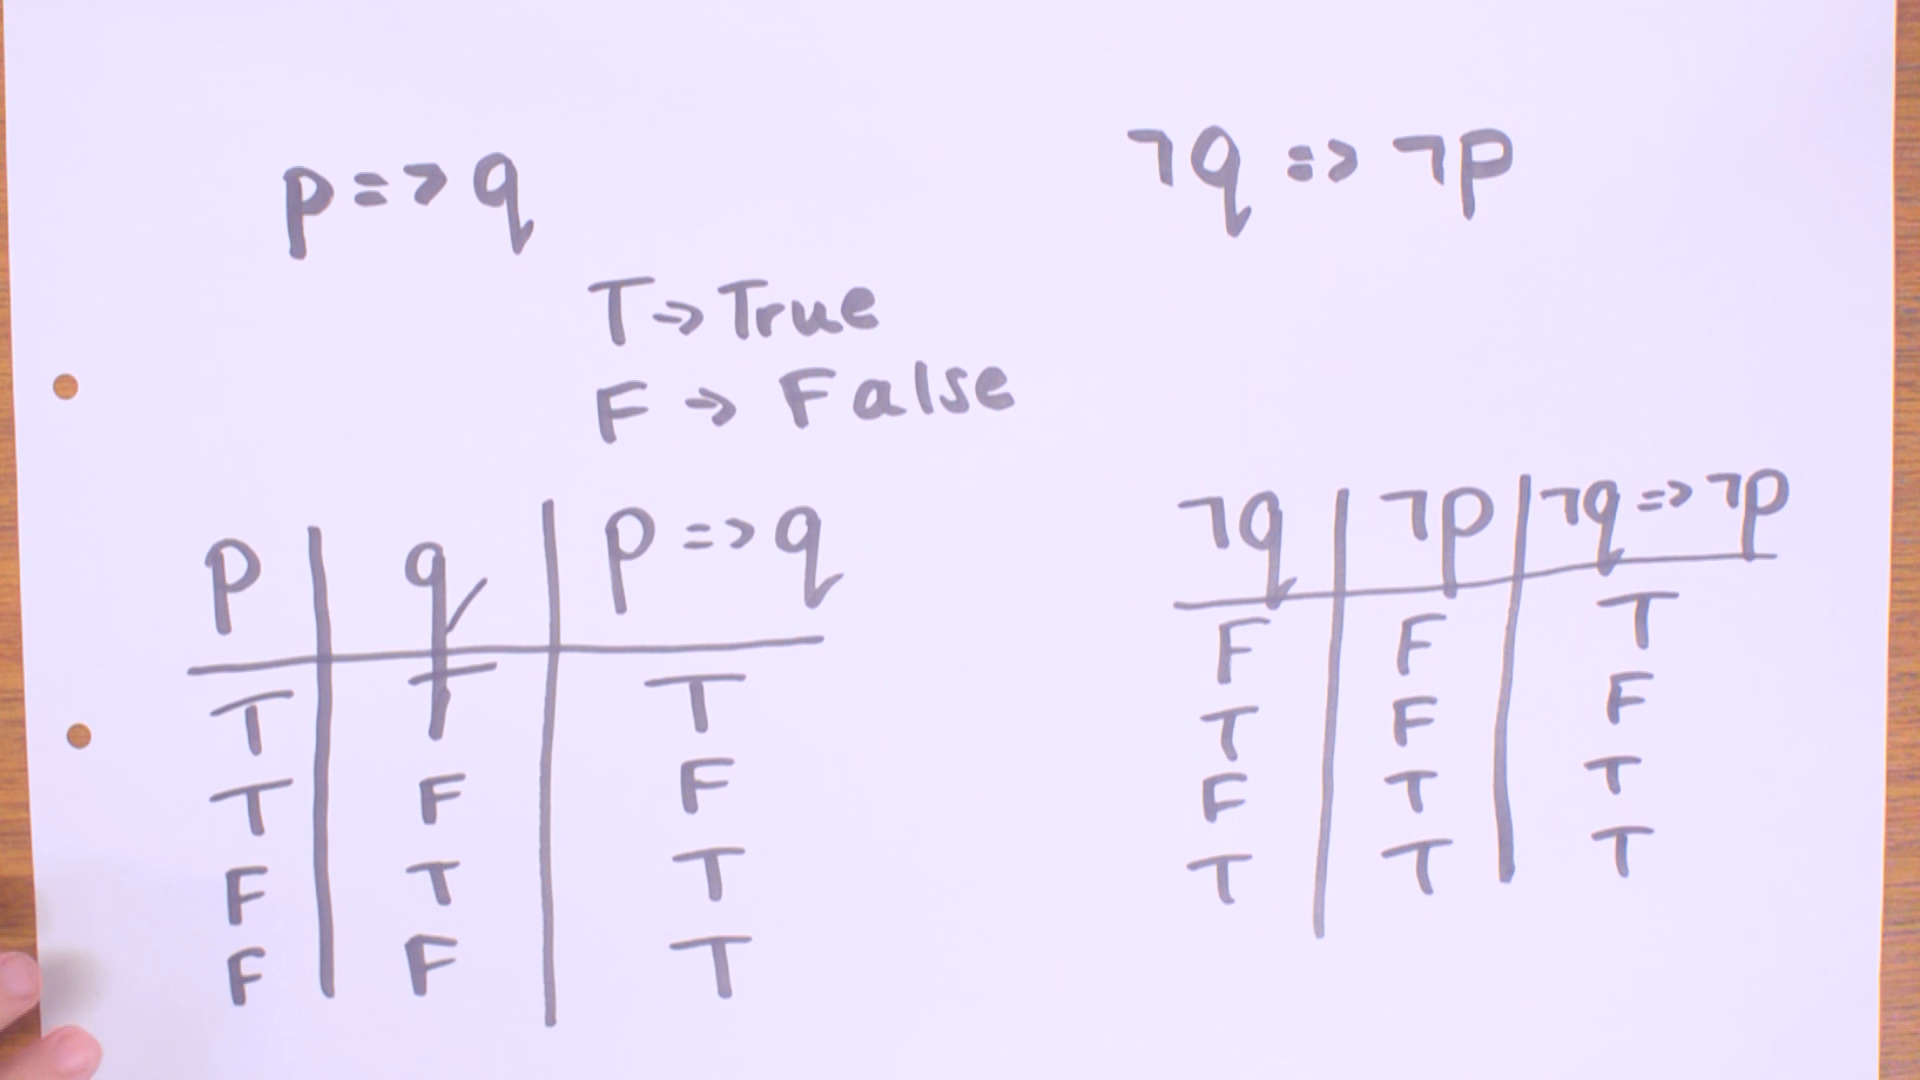 p => q
¬q => ¬p
T → True
F → False
p | q | p => q
T | T | T
T | F | F
F | T | T
F | F | T
¬q | ¬p | ¬q => ¬p
F | F | T
T | F | F
F | T | T
T | T | T